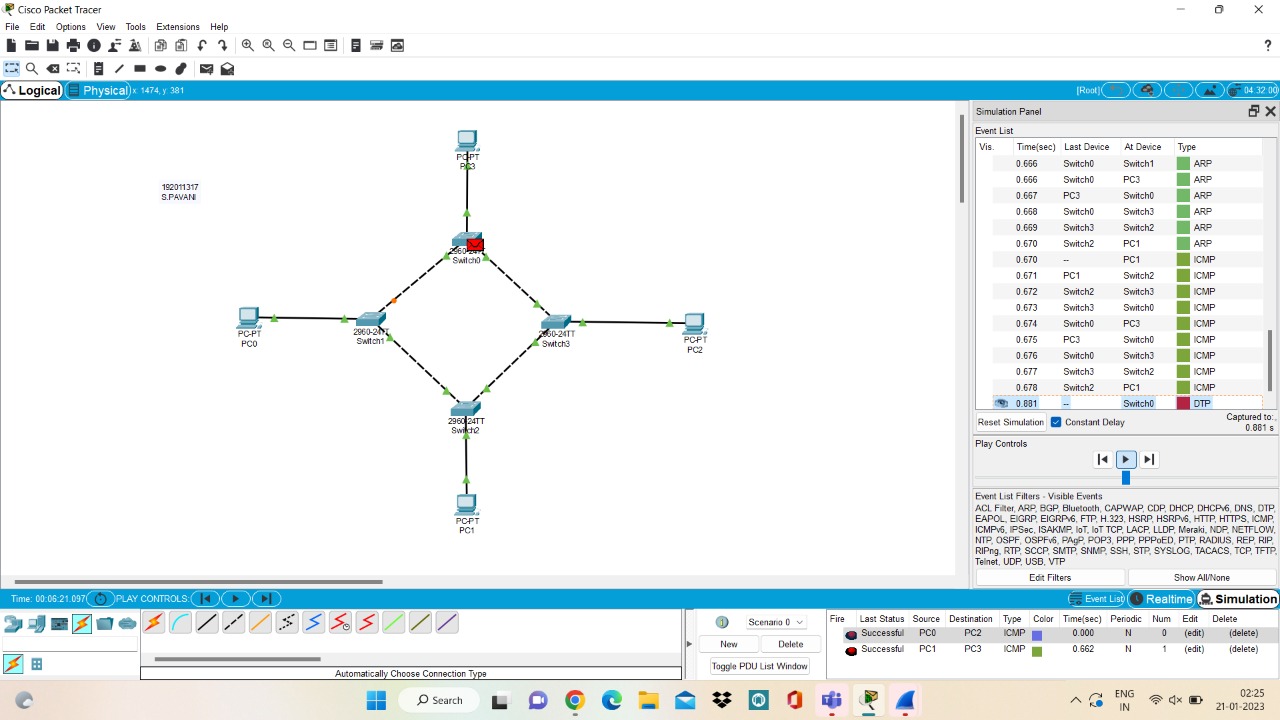 Cisco Packet Tracer
File Edit Options View Tools Extensions Help
?
Logical Physical x: 1474, y: 381 [Root] 04:32:00
PC-PT
PC3
192011317
S.PAVANI
2960-24TT
Switch0
PC-PT
PC0
2960-24TT
Switch1
2960-24TT
Switch3
PC-PT
PC2
2960-24TT
Switch2
PC-PT
PC1
Simulation Panel
Event List
Vis. Time(sec) Last Device At Device Type
0.666 Switch0 Switch1 ARP
0.666 Switch0 PC3 ARP
0.667 PC3 Switch0 ARP
0.668 Switch0 Switch3 ARP
0.669 Switch3 Switch2 ARP
0.670 Switch2 PC1 ARP
0.670 -- PC1 ICMP
0.671 PC1 Switch2 ICMP
0.672 Switch2 Switch3 ICMP
0.673 Switch3 Switch0 ICMP
0.674 Switch0 PC3 ICMP
0.675 PC3 Switch0 ICMP
0.676 Switch0 Switch3 ICMP
0.677 Switch3 Switch2 ICMP
0.678 Switch2 PC1 ICMP
0.881 -- Switch0 DTP
Reset Simulation Constant Delay Captured to:
0.881 s
Play Controls
Event List Filters - Visible Events
ACL Filter, ARP, BGP, Bluetooth, CAPWAP, CDP, DHCP, DHCPv6, DNS, DTP,
EAPOL, EIGRP, EIGRPv6, FTP, H.323, HSRP, HSRPv6, HTTP, HTTPS, ICMP,
ICMPv6, IPSec, ISAKMP, IoT, IoT TCP, LACP, LLDP, Meraki, NDP, NETFLOW,
NTP, OSPF, OSPFv6, PAgP, POP3, PPP, PPPoED, PTP, RADIUS, REP, RIP,
RIPng, RTP, SCCP, SMTP, SNMP, SSH, STP, SYSLOG, TACACS, TCP, TFTP,
Telnet, UDP, USB, VTP
Edit Filters Show All/None
Time: 00:06:21.097 PLAY CONTROLS: Event List Realtime Simulation
Automatically Choose Connection Type
Scenario 0
New Delete
Toggle PDU List Window
Fire Last Status Source Destination Type Color Time(sec) Periodic Num Edit Delete
Successful PC0 PC2 ICMP 0.000 N 0 (edit) (delete)
Successful PC1 PC3 ICMP 0.662 N 1 (edit) (delete)
Search
ENG
IN
02:25
21-01-2023